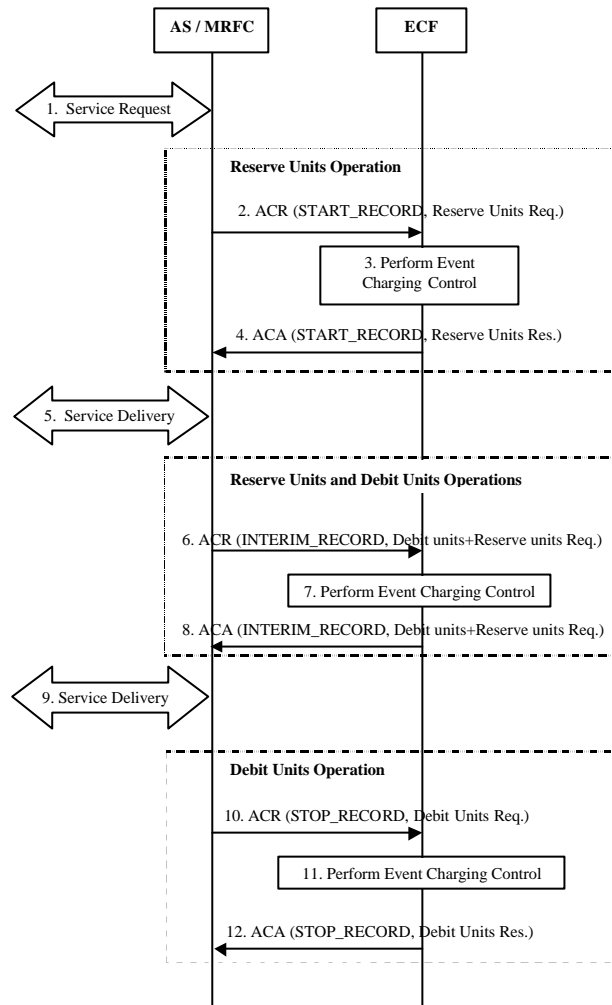 AS / MRFC
ECF
1. Service Request
Reserve Units Operation
2. ACR (START_RECORD, Reserve Units Req.)
3. Perform Event
Charging Control
4. ACA (START_RECORD, Reserve Units Res.)
5. Service Delivery
Reserve Units and Debit Units Operations
6. ACR (INTERIM_RECORD, Debit units+Reserve units Req.)
7. Perform Event Charging Control
8. ACA (INTERIM_RECORD, Debit units+Reserve units Req.)
9. Service Delivery
Debit Units Operation
10. ACR (STOP_RECORD, Debit Units Req.)
11. Perform Event Charging Control
12. ACA (STOP_RECORD, Debit Units Res.)